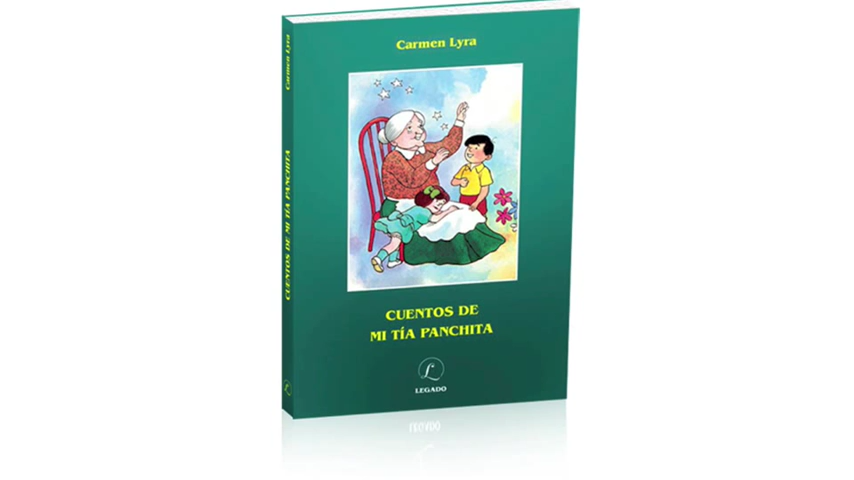 Carmen Lyra
CUENTOS DE
MI TÍA PANCHITA
L
LEGADO
Carmen Lyra
CUENTOS DE MI TÍA PANCHITA
L